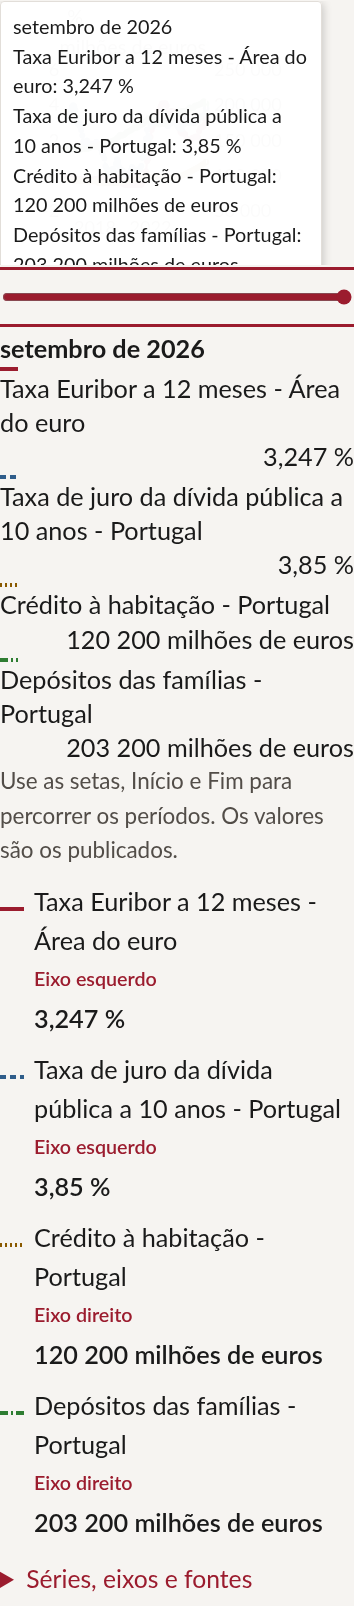 setembro de 2026
Taxa Euribor a 12 meses - Área do
euro: 3,247 %
Taxa de juro da dívida pública a
10 anos - Portugal: 3,85 %
Crédito à habitação - Portugal:
120 200 milhões de euros
Depósitos das famílias - Portugal:
203 200 milhões de euros
setembro de 2026
Taxa Euribor a 12 meses - Área
do euro
3,247 %
Taxa de juro da dívida pública a
10 anos - Portugal
3,85 %
Crédito à habitação - Portugal
120 200 milhões de euros
Depósitos das famílias -
Portugal
203 200 milhões de euros
Use as setas, Início e Fim para
percorrer os períodos. Os valores
são os publicados.
Taxa Euribor a 12 meses -
Área do euro
Eixo esquerdo
3,247 %
Taxa de juro da dívida
pública a 10 anos - Portugal
Eixo esquerdo
3,85 %
Crédito à habitação -
Portugal
Eixo direito
120 200 milhões de euros
Depósitos das famílias -
Portugal
Eixo direito
203 200 milhões de euros
Séries, eixos e fontes